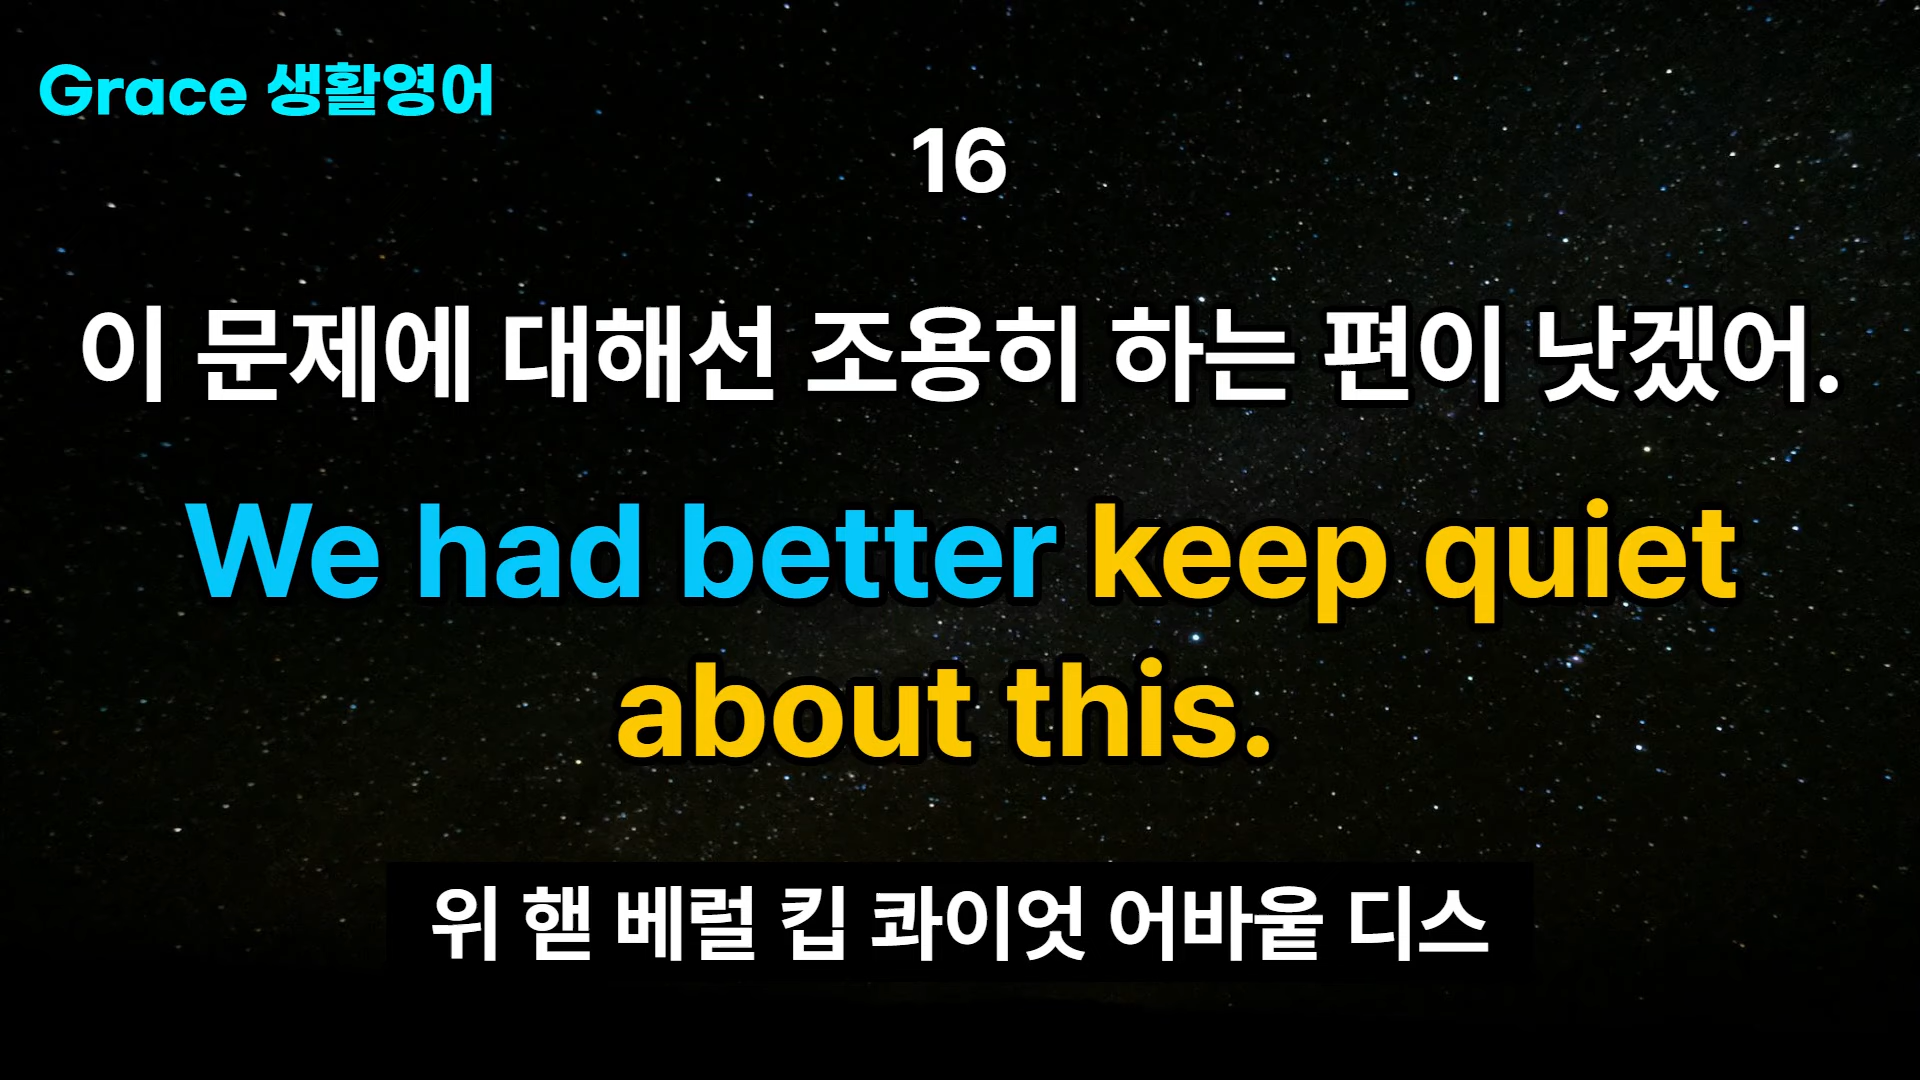 Grace 생활영어
16
이 문제에 대해선 조용히 하는 편이 낫겠어.
We had better keep quiet
about this.
위 핻 베럴 킵 콰이엇 어바웉 디스